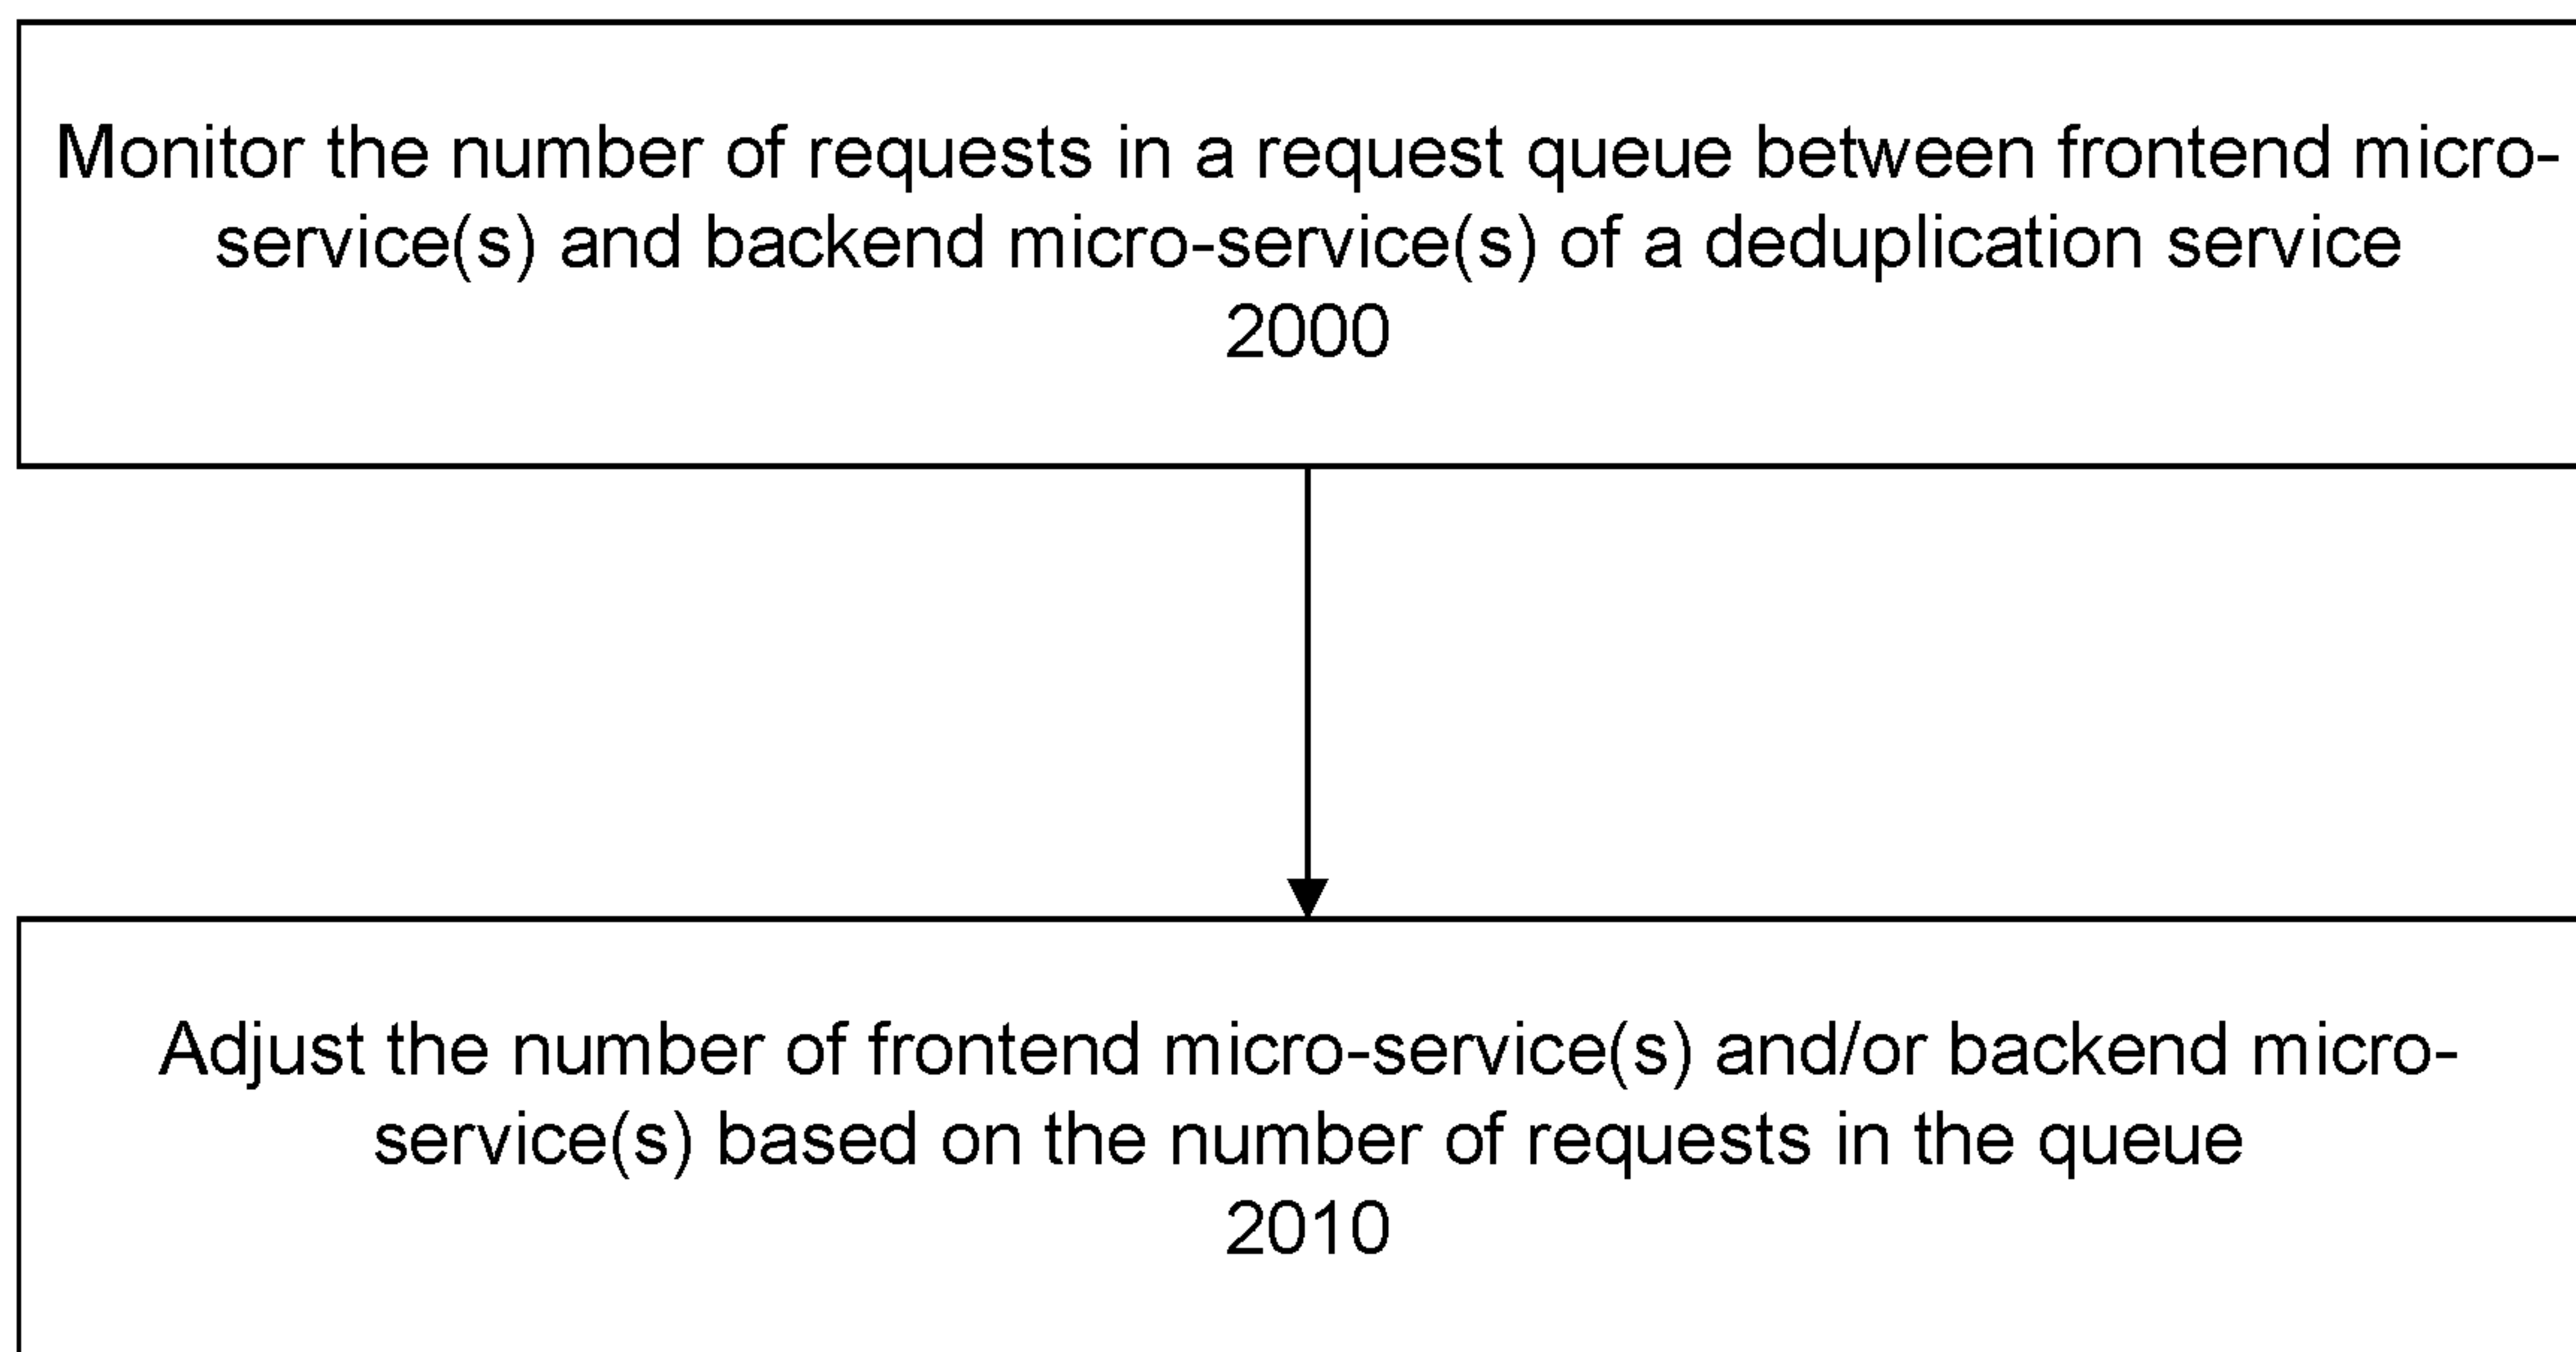 Monitor the number of requests in a request queue between frontend micro-
service(s) and backend micro-service(s) of a deduplication service
2000
Adjust the number of frontend micro-service(s) and/or backend micro-
service(s) based on the number of requests in the queue
2010